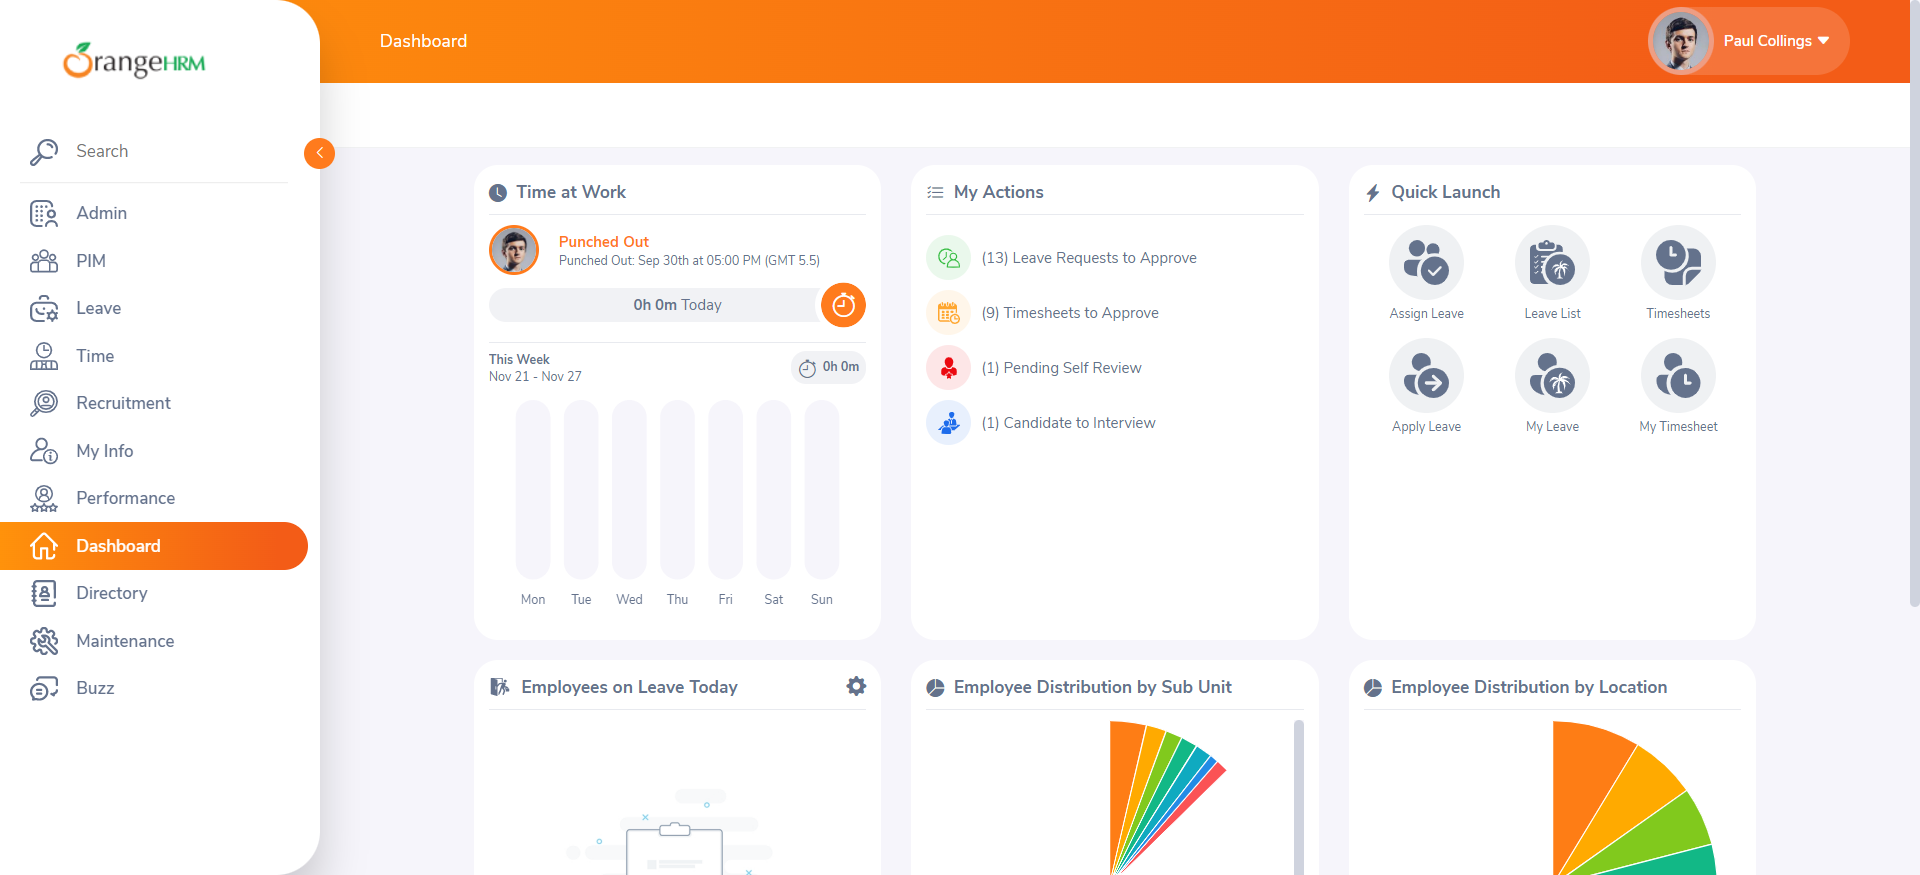 OrangeHRM
Dashboard
Paul Collings
Search
Admin
PIM
Leave
Time
Recruitment
My Info
Performance
Dashboard
Directory
Maintenance
Buzz
Time at Work
Punched Out
Punched Out: Sep 30th at 05:00 PM (GMT 5.5)
0h 0m Today
This Week
Nov 21 - Nov 27
0h 0m
Mon Tue Wed Thu Fri Sat Sun
My Actions
(13) Leave Requests to Approve
(9) Timesheets to Approve
(1) Pending Self Review
(1) Candidate to Interview
Quick Launch
Assign Leave Leave List Timesheets
Apply Leave My Leave My Timesheet
Employees on Leave Today
Employee Distribution by Sub Unit
Employee Distribution by Location